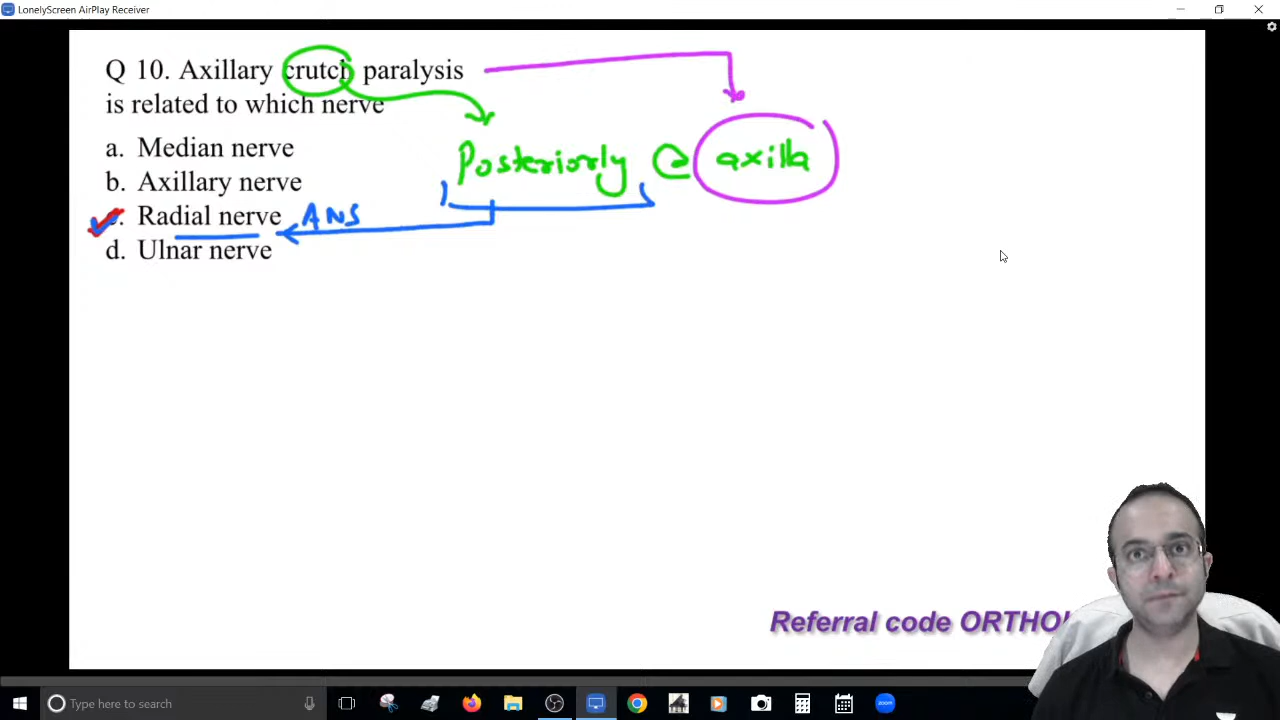 LonelyScreen AirPlay Receiver
Q 10. Axillary crutch paralysis
is related to which nerve
Posteriorly @ axilla
a. Median nerve
b. Axillary nerve
Radial nerve ANS
d. Ulnar nerve
Referral code
Type here to search
zoom